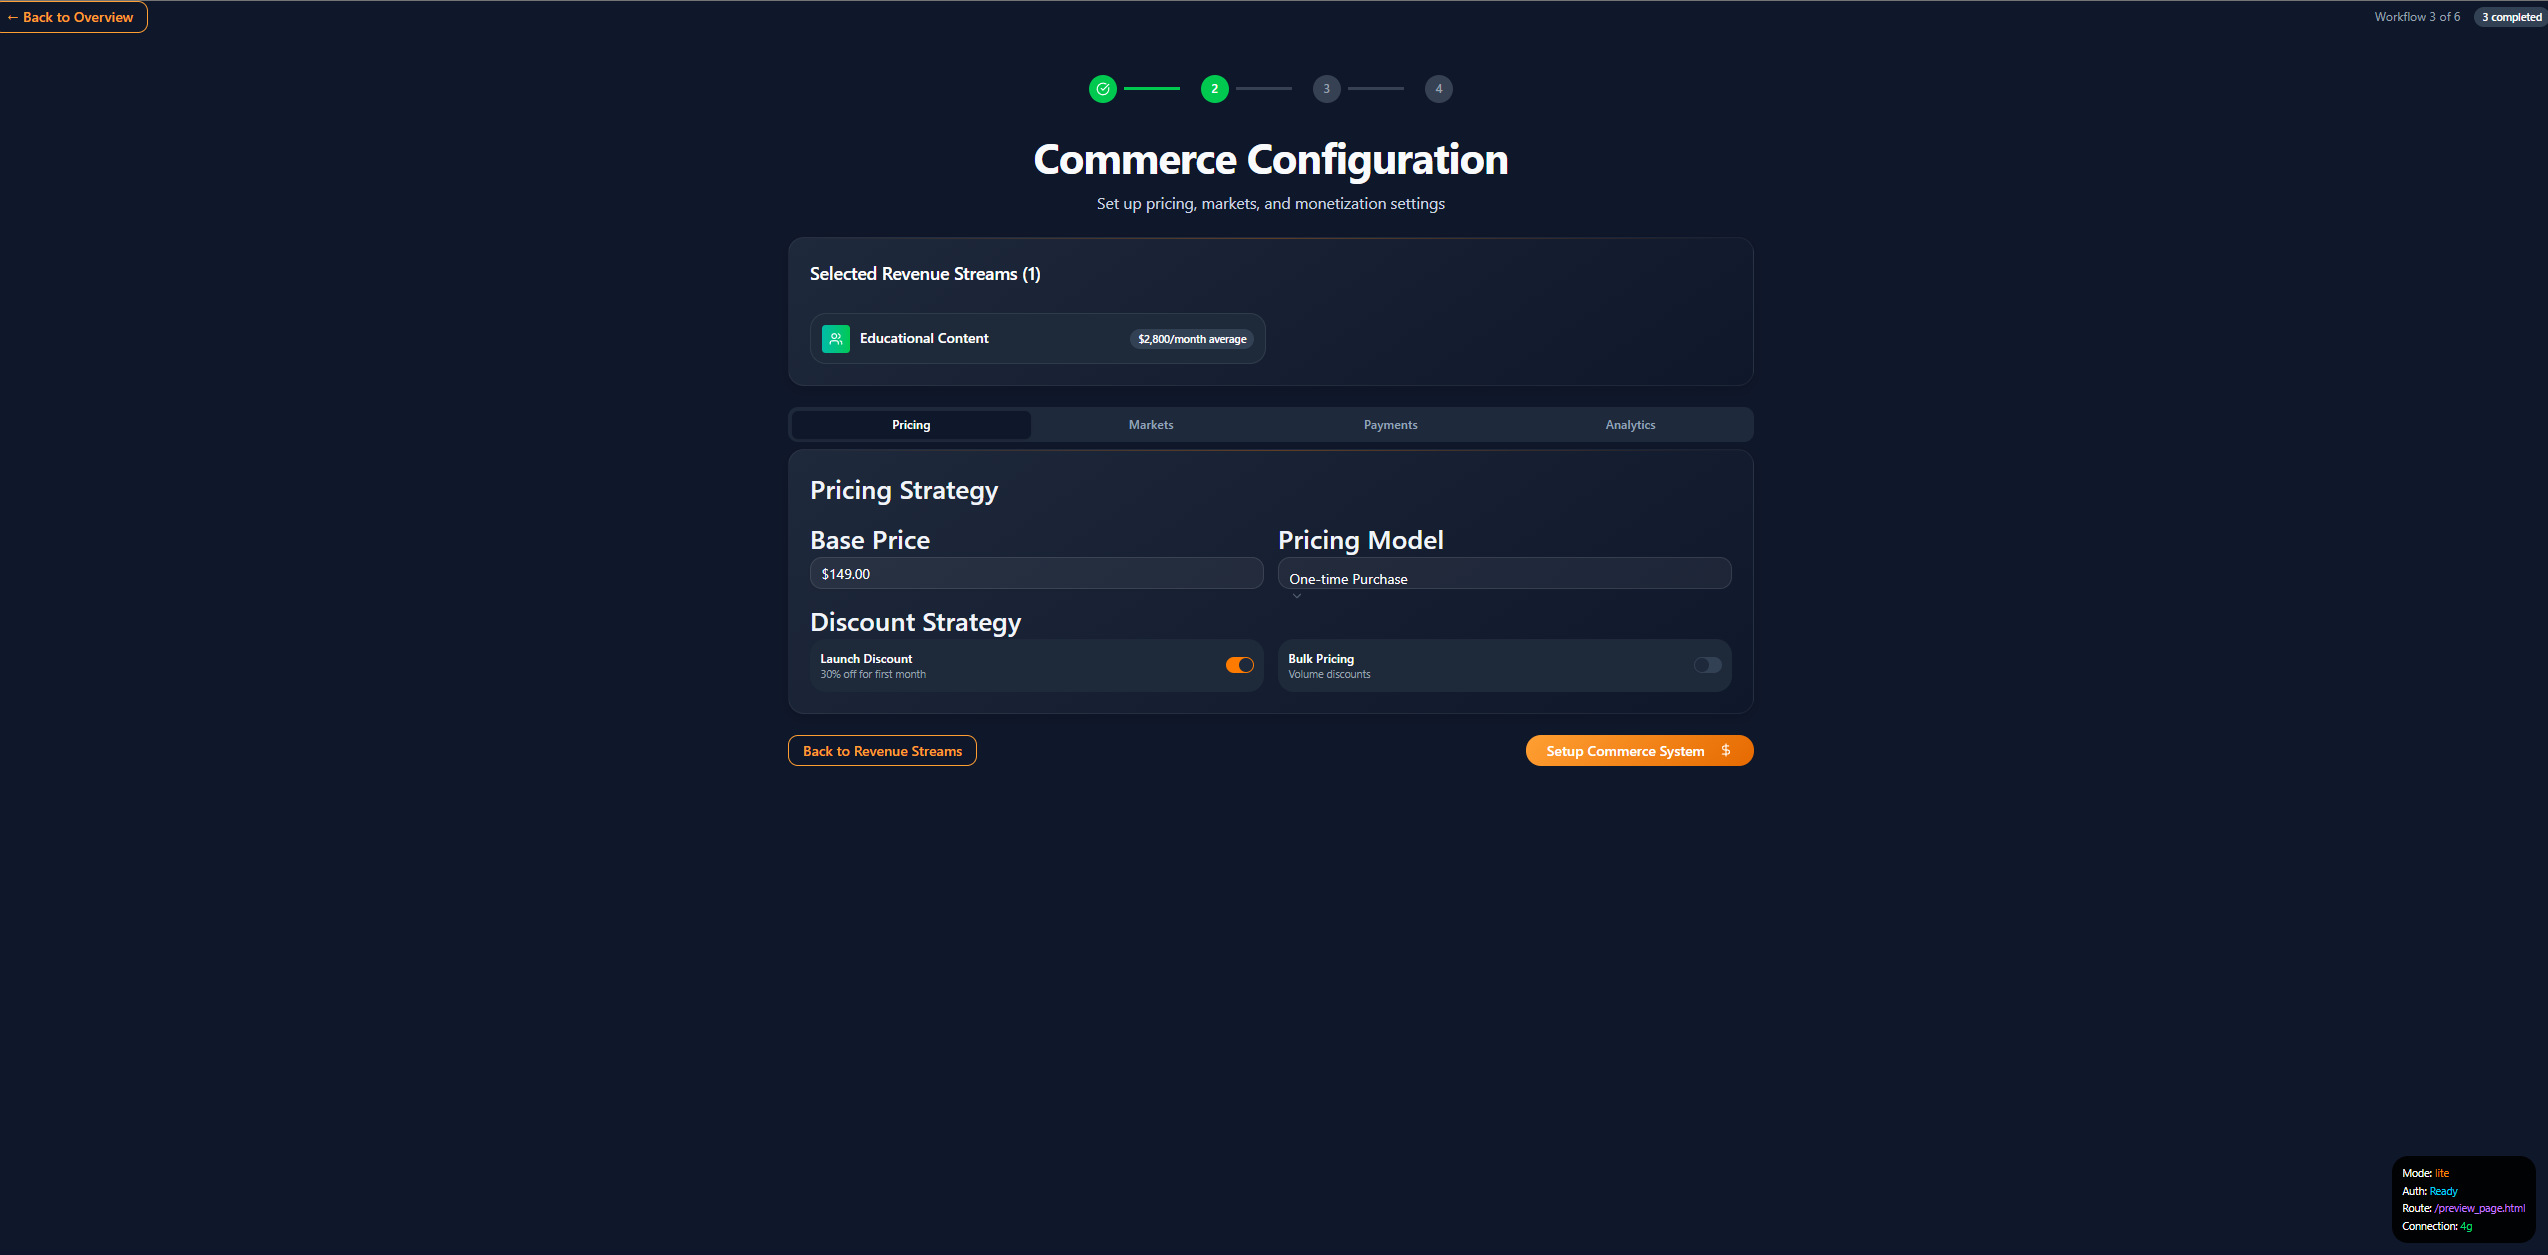 ← Back to Overview
Workflow 3 of 6
3 completed
2
3
4
Commerce Configuration
Set up pricing, markets, and monetization settings
Selected Revenue Streams (1)
Educational Content
$2,800/month average
Pricing
Markets
Payments
Analytics
Pricing Strategy
Base Price
$149.00
Pricing Model
One-time Purchase
Discount Strategy
Launch Discount
30% off for first month
Bulk Pricing
Volume discounts
Back to Revenue Streams
Setup Commerce System $
Mode: lite
Auth: Ready
Route: /preview_page.html
Connection: 4g